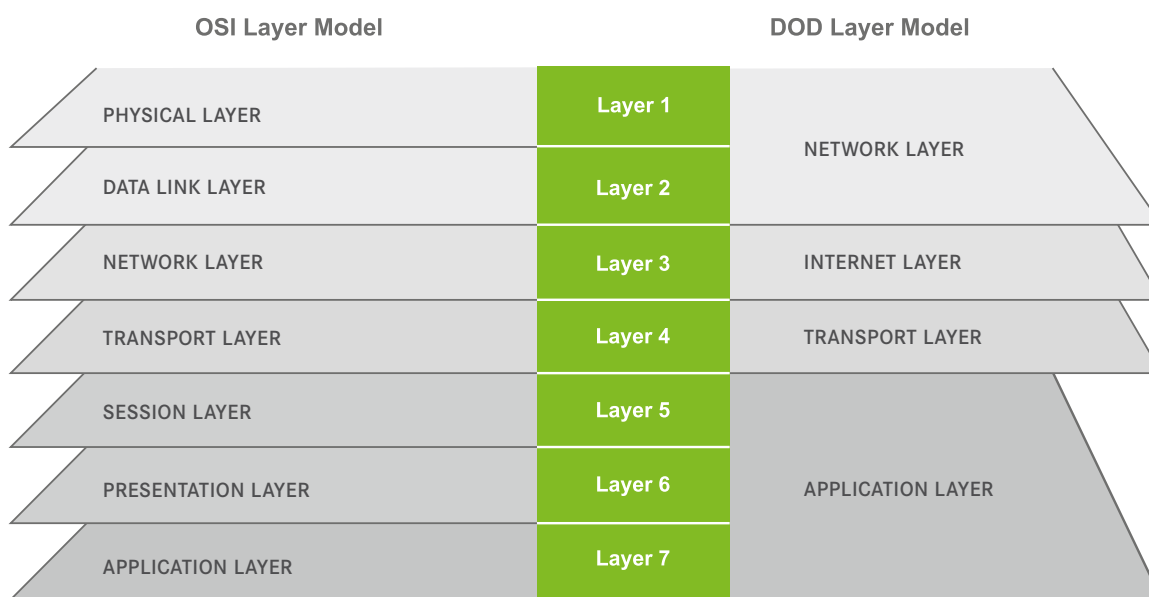 OSI Layer Model
DOD Layer Model
PHYSICAL LAYER
Layer 1
NETWORK LAYER
DATA LINK LAYER
Layer 2
NETWORK LAYER
Layer 3
INTERNET LAYER
TRANSPORT LAYER
Layer 4
TRANSPORT LAYER
SESSION LAYER
Layer 5
PRESENTATION LAYER
Layer 6
APPLICATION LAYER
APPLICATION LAYER
Layer 7